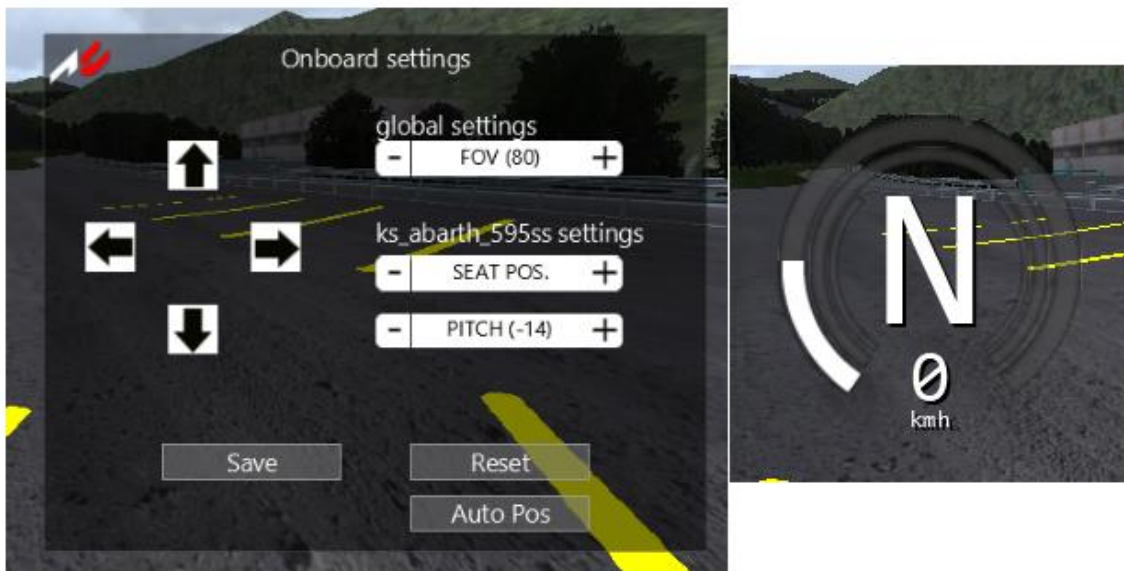 Onboard settings
global settings
- FOV (80) +
ks_abarth_595ss settings
- SEAT POS. +
- PITCH (-14) +
Save
Reset
Auto Pos
N
0
kmh